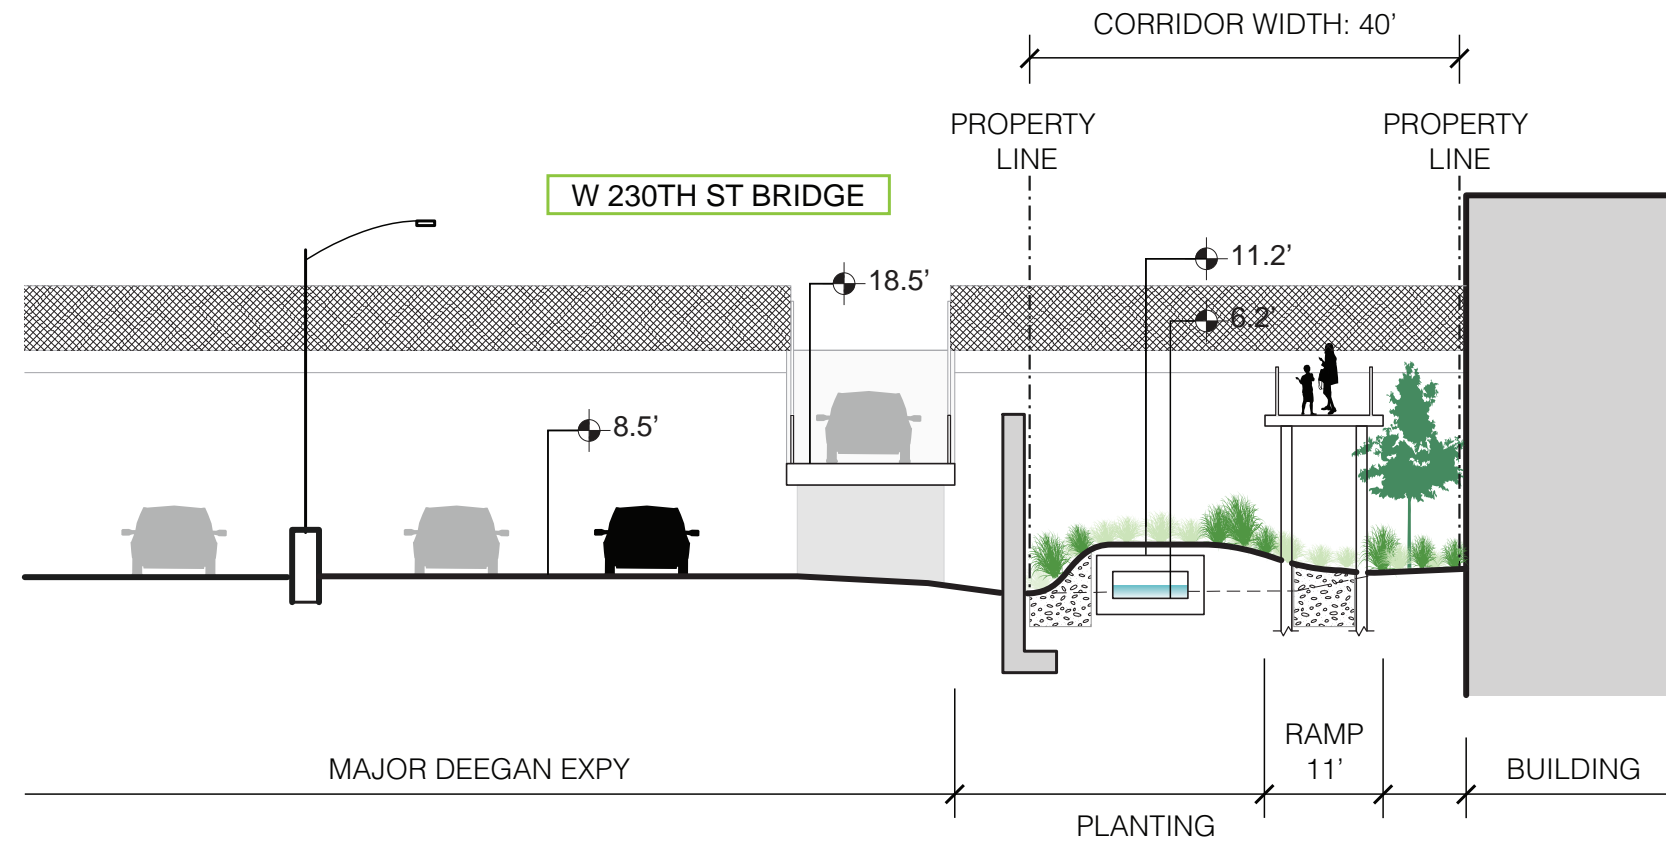 CORRIDOR WIDTH: 40’
PROPERTY
LINE
PROPERTY
LINE
W 230TH ST BRIDGE
11.2’
18.5’
6.2’
8.5’
RAMP
11’
MAJOR DEEGAN EXPY
BUILDING
PLANTING